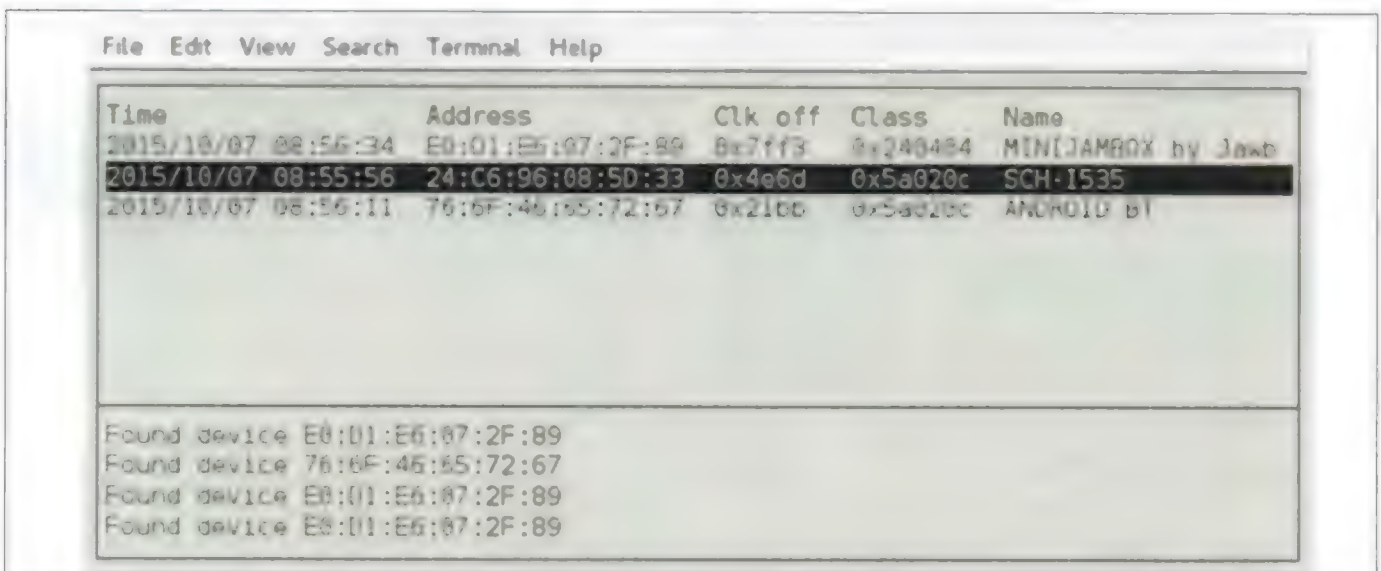 File Edit View Search Terminal Help
Time Address Clk off Class Name
2015/10/07 08:56:34 E0:D1:E6:07:2F:89 0x7ff3 0x240404 MINIJAMBOX by Jawb
2015/10/07 08:55:56 24:C6:96:08:5D:33 0x4e6d 0x5a020c SCH-I535
2015/10/07 08:56:11 76:6F:46:65:72:67 0x21bb 0x5a020c ANDROID BT
Found device E0:D1:E6:07:2F:89
Found device 76:6F:46:65:72:67
Found device E0:D1:E6:07:2F:89
Found device E0:D1:E6:07:2F:89